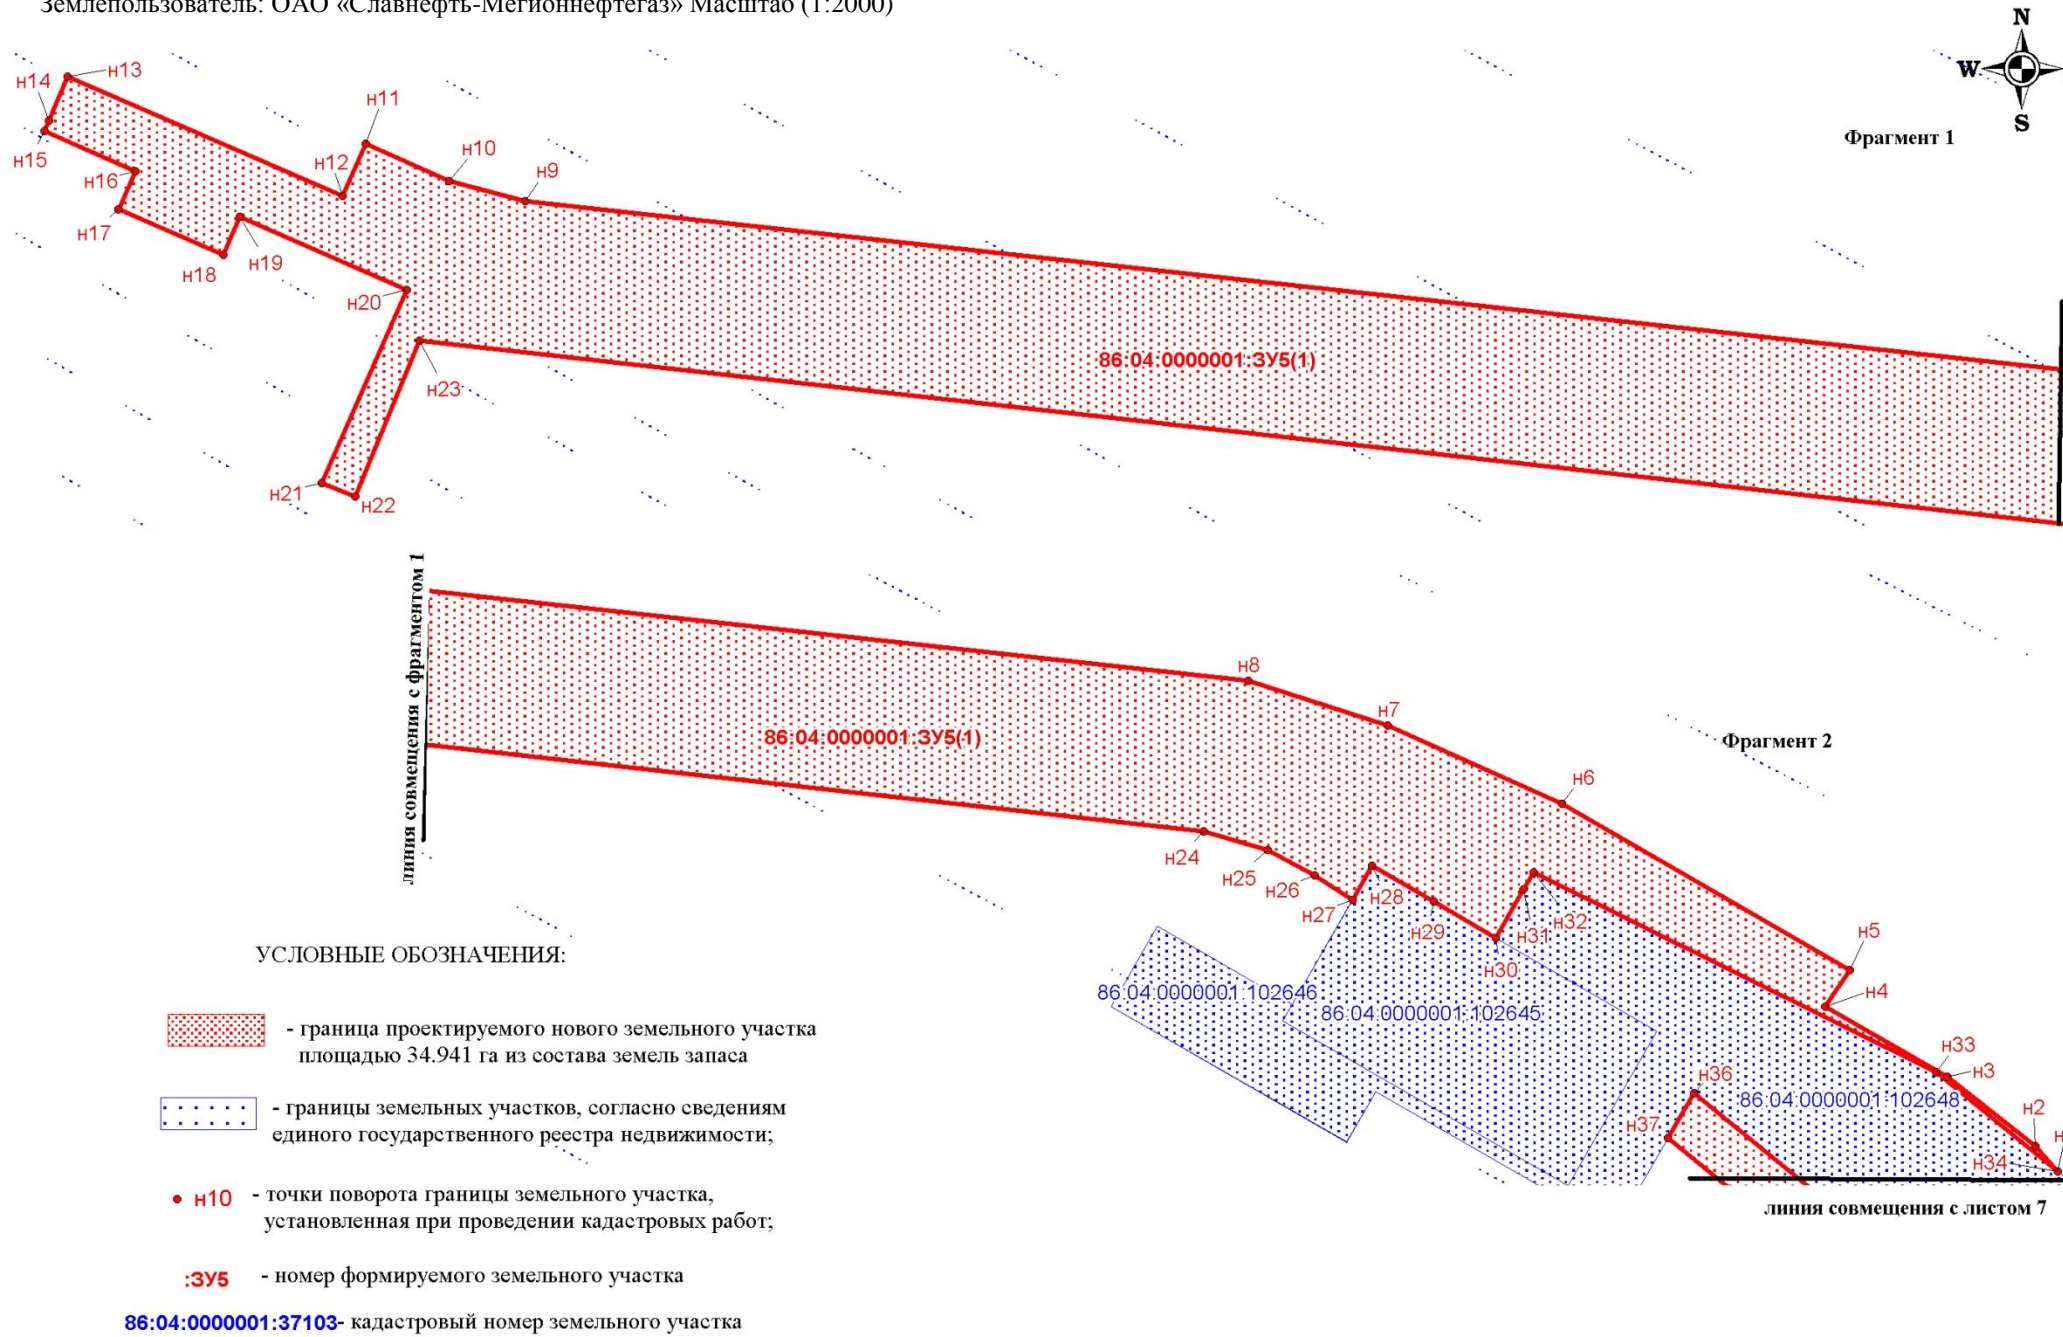 Землепользователь: ОАО «Славнефть-Мегионнефтегаз» Масштаб (1:2000)
N
W
S
Фрагмент 1
н13
н14
н11
н15
н12
н10
н16
н9
н17
н18
н19
н20
86:04:0000001:ЗУ5(1)
н23
н21
н22
линия совмещения с фрагментом 1
н8
н7
86:04:0000001:ЗУ5(1)
Фрагмент 2
н6
н24
н25
н26
н27
н28
н29
н31
н32
н30
н5
н4
86:04:0000001:102646
86:04:0000001:102645
н33
н3
н36
86:04:0000001:102648
н37
н2
н
н34
линия совмещения с листом 7
УСЛОВНЫЕ ОБОЗНАЧЕНИЯ:
- граница проектируемого нового земельного участка
площадью 34.941 га из состава земель запаса
- границы земельных участков, согласно сведениям
единого государственного реестра недвижимости;
н10 - точки поворота границы земельного участка,
установленная при проведении кадастровых работ;
:ЗУ5 - номер формируемого земельного участка
86:04:0000001:37103- кадастровый номер земельного участка